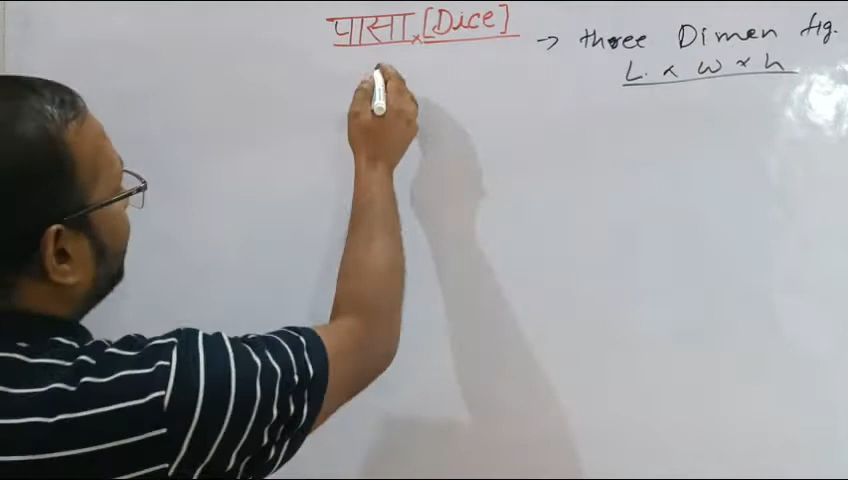 पासा [Dice] → three Dimen fig.
L. × w × h